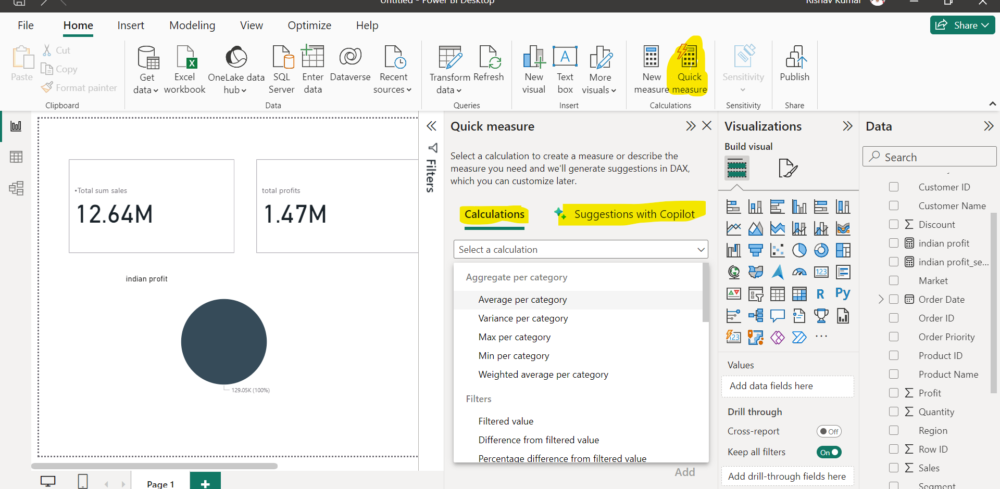 Untitled - Power BI Desktop
Rishav Kumar
File
Home
Insert
Modeling
View
Optimize
Help
Share
Paste
Cut
Copy
Format painter
Clipboard
Get
data
Excel
workbook
OneLake data
hub
SQL
Server
Enter
data
Dataverse
Recent
sources
Data
Transform
data
Refresh
Queries
New
visual
A
Text
box
More
visuals
Insert
New
measure
Quick
measure
Calculations
Sensitivity
Sensitivity
Publish
Share
•Total sum sales
12.64M
total profits
1.47M
indian profit
129.05K (100%)
Page 1
Filters
Quick measure
Select a calculation to create a measure or describe the
measure you need and we'll generate suggestions in DAX,
which you can customize later.
Calculations
Suggestions with Copilot
Select a calculation
Aggregate per category
Average per category
Variance per category
Max per category
Min per category
Weighted average per category
Filters
Filtered value
Difference from filtered value
Percentage difference from filtered value
Add
Visualizations
Build visual
123
R
Py
123
Values
Add data fields here
Drill through
Cross-report
Off
Keep all filters
On
Add drill-through fields here
Data
Search
Customer ID
Customer Name
Discount
indian profit
indian profit_se...
Market
Order Date
Order ID
Order Priority
Product ID
Product Name
Profit
Quantity
Region
Row ID
Sales
Segment